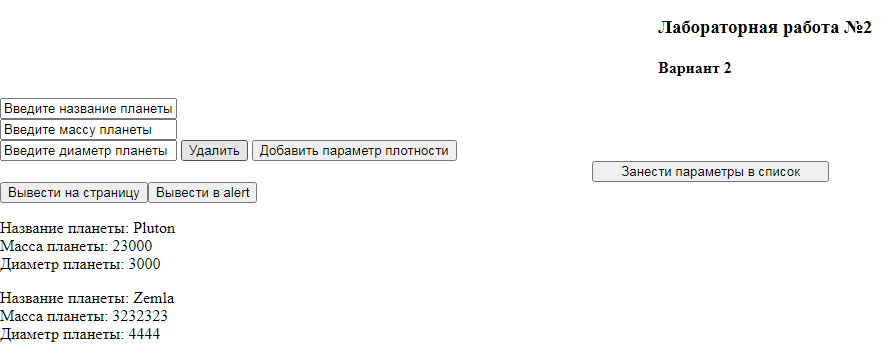 Лабораторная работа №2
Вариант 2
Введите название планеты
Введите массу планеты
Введите диаметр планеты Удалить Добавить параметр плотности
Занести параметры в список
Вывести на страницу Вывести в alert
Название планеты: Pluton
Масса планеты: 23000
Диаметр планеты: 3000
Название планеты: Zemla
Масса планеты: 3232323
Диаметр планеты: 4444